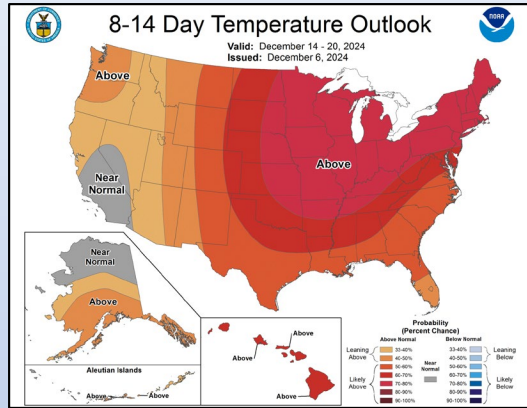 8-14 Day Temperature Outlook
Valid: December 14 - 20, 2024
Issued: December 6, 2024
NOAA
Above
Near
Normal
Above
Near
Normal
Above
Aleutian Islands
Above
Above
Above
Above
Above
Above
Probability
(Percent Chance)
Above Normal
Below Normal
Leaning
Above
33-40%
40-50%
Near
Normal
33-40%
40-50%
Leaning
Below
Likely
Above
50-60%
60-70%
70-80%
80-90%
90-100%
50-60%
60-70%
70-80%
80-90%
90-100%
Likely
Below